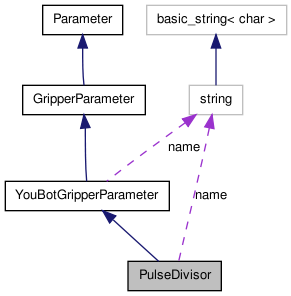 Parameter
basic_string< char >
GripperParameter
string
name
YouBotGripperParameter
name
PulseDivisor